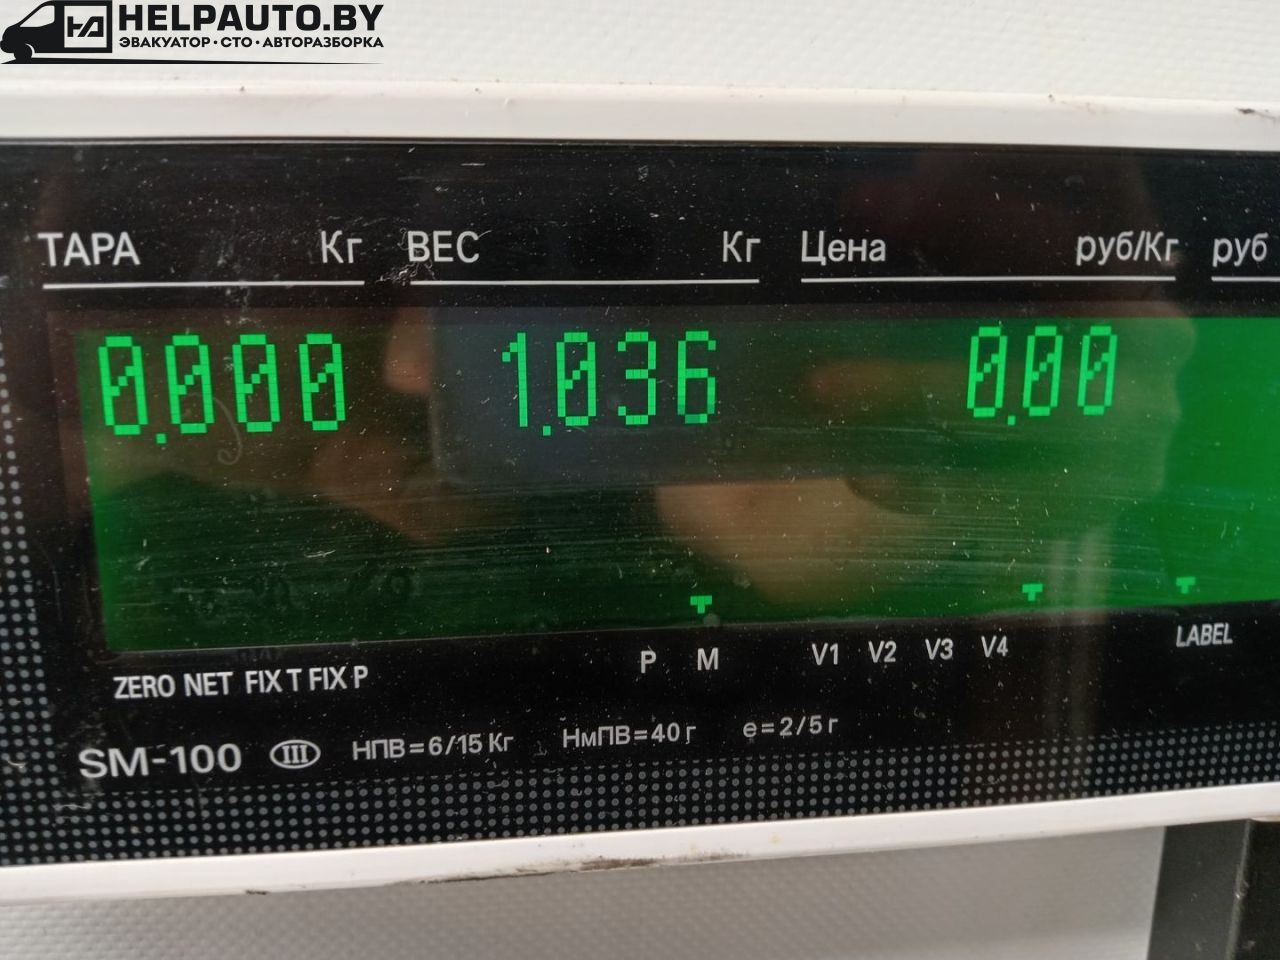 HELPAUTO.BY
ЭВАКУАТОР·СТО·АВТОРАЗБОРКА
ТАРА Кг ВЕС Кг Цена руб/Кг руб
0.000 1.036 0.00
P M V1 V2 V3 V4 LABEL
ZERO NET FIX T FIX P
SM-100 III НПВ=6/15 Кг НмПВ=40 г e=2/5 г